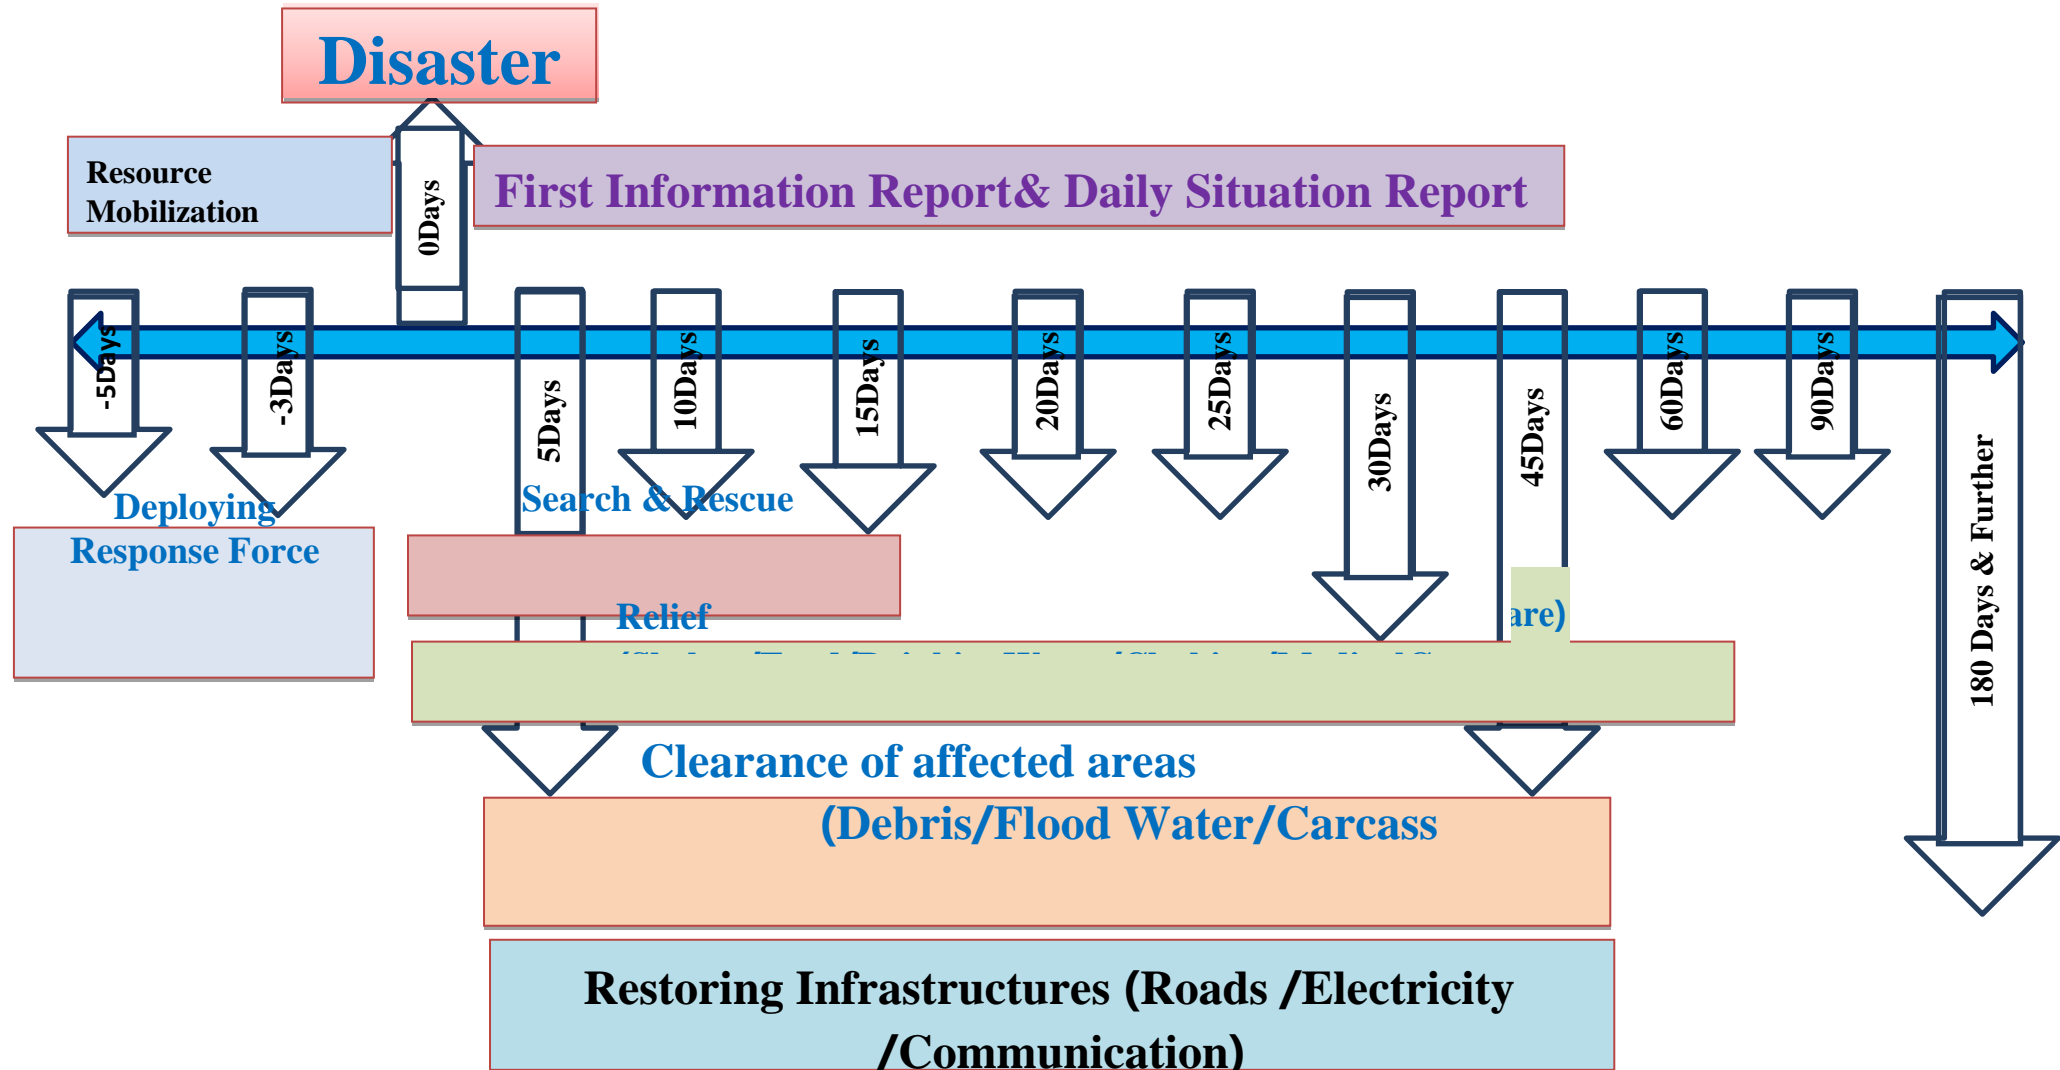 Disaster
Resource
Mobilization
0Days
First Information Report& Daily Situation Report
-5Days
-3Days
5Days
10Days
15Days
20Days
25Days
30Days
45Days
60Days
90Days
180 Days & Further
Deploying
Response Force
Search & Rescue
Relief
are)
Clearance of affected areas
(Debris/Flood Water/Carcass
Restoring Infrastructures (Roads /Electricity
/Communication)